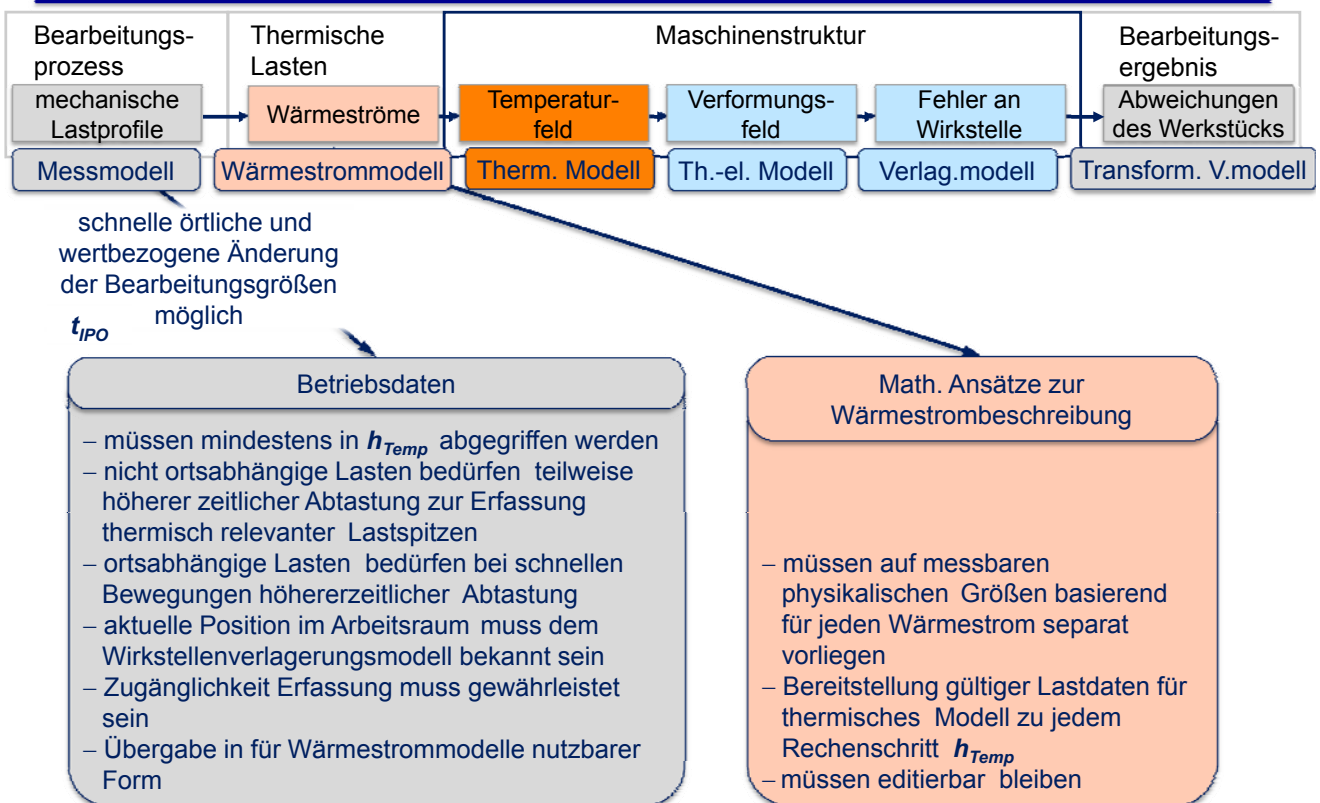 Bearbeitungs-
prozess
Thermische
Lasten
Maschinenstruktur
Bearbeitungs-
ergebnis
mechanische
Lastprofile
Wärmeströme
Temperatur-
feld
Verformungs-
feld
Fehler an
Wirkstelle
Abweichungen
des Werkstücks
Messmodell
Wärmestrommodell
Therm. Modell
Th.-el. Modell
Verlag.modell
Transform. V.modell
schnelle örtliche und
wertbezogene Änderung
der Bearbeitungsgrößen
möglich
t_IPO
Betriebsdaten
– müssen mindestens in h_Temp abgegriffen werden
– nicht ortsabhängige Lasten bedürfen teilweise
höherer zeitlicher Abtastung zur Erfassung
thermisch relevanter Lastspitzen
– ortsabhängige Lasten bedürfen bei schnellen
Bewegungen höhererzeitlicher Abtastung
– aktuelle Position im Arbeitsraum muss dem
Wirkstellenverlagerungsmodell bekannt sein
– Zugänglichkeit Erfassung muss gewährleistet
sein
– Übergabe in für Wärmestrommodelle nutzbarer
Form
Math. Ansätze zur
Wärmestrombeschreibung
– müssen auf messbaren
physikalischen Größen basierend
für jeden Wärmestrom separat
vorliegen
– Bereitstellung gültiger Lastdaten für
thermisches Modell zu jedem
Rechenschritt h_Temp
– müssen editierbar bleiben